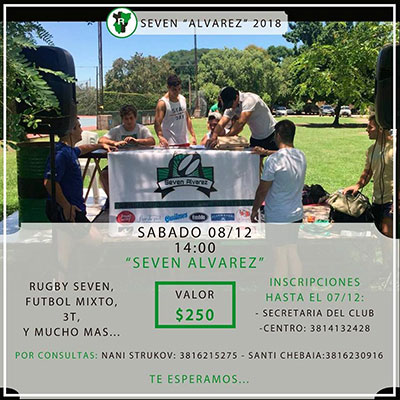 R
SEVEN "ALVAREZ" 2018
Seven Alvarez
SABADO 08/12
14:00
"SEVEN ALVAREZ"
RUGBY SEVEN,
FUTBOL MIXTO,
3T,
Y MUCHO MAS...
VALOR
$250
INSCRIPCIONES
HASTA EL 07/12:
- SECRETARIA DEL CLUB
-CENTRO: 3814132428
POR CONSULTAS: NANI STRUKOV: 3816215275 - SANTI CHEBAIA:3816230916
TE ESPERAMOS...